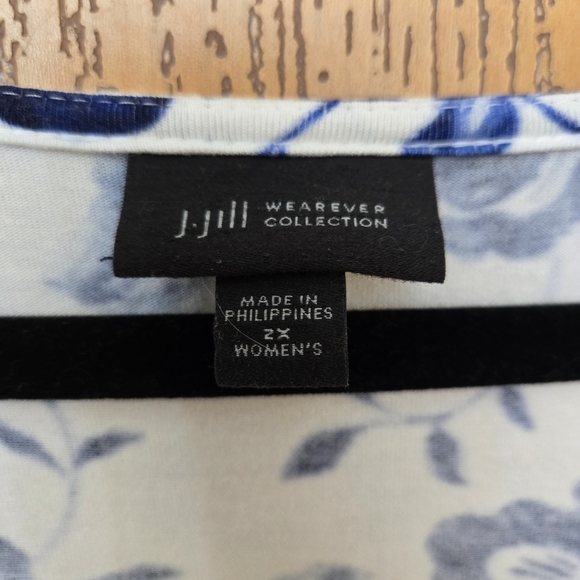 J.Jill WEAREVER
COLLECTION
MADE IN
PHILIPPINES
2X
WOMEN'S